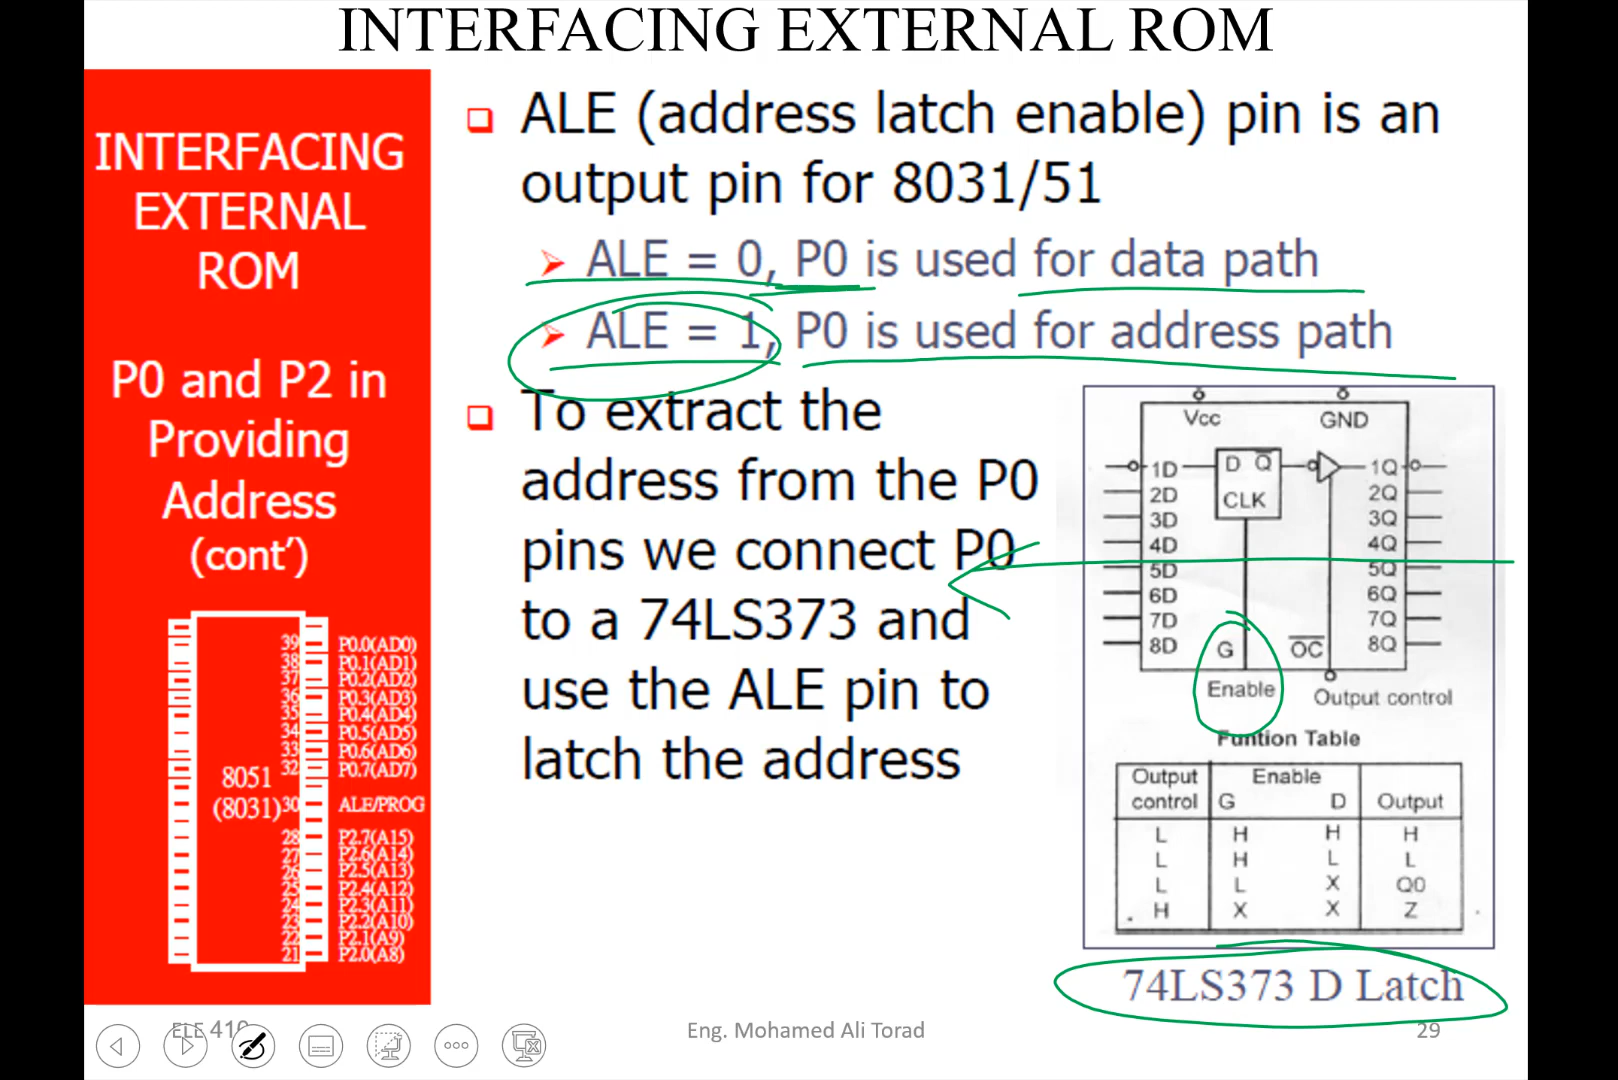 INTERFACING EXTERNAL ROM
INTERFACING
EXTERNAL
ROM
P0 and P2 in
Providing
Address
(cont’)
39 P0.0(AD0)
38 P0.1(AD1)
37 P0.2(AD2)
36 P0.3(AD3)
35 P0.4(AD4)
34 P0.5(AD5)
33 P0.6(AD6)
32 P0.7(AD7)
8051
(8031) 30 ALE/PROG
28 P2.7(A15)
27 P2.6(A14)
26 P2.5(A13)
25 P2.4(A12)
24 P2.3(A11)
23 P2.2(A10)
22 P2.1(A9)
21 P2.0(A8)
ALE (address latch enable) pin is an
output pin for 8031/51
ALE = 0, P0 is used for data path
ALE = 1, P0 is used for address path
To extract the
address from the P0
pins we connect P0
to a 74LS373 and
use the ALE pin to
latch the address
Vcc GND
1D D Q̅ 1Q
2D CLK 2Q
3D 3Q
4D 4Q
5D 5Q
6D 6Q
7D 7Q
8D G O̅C̅ 8Q
Enable Output control
Funtion Table
Output Enable
control G D Output
L H H H
L H L L
L L X Q0
H X X Z
74LS373 D Latch
ELE 410
Eng. Mohamed Ali Torad
29